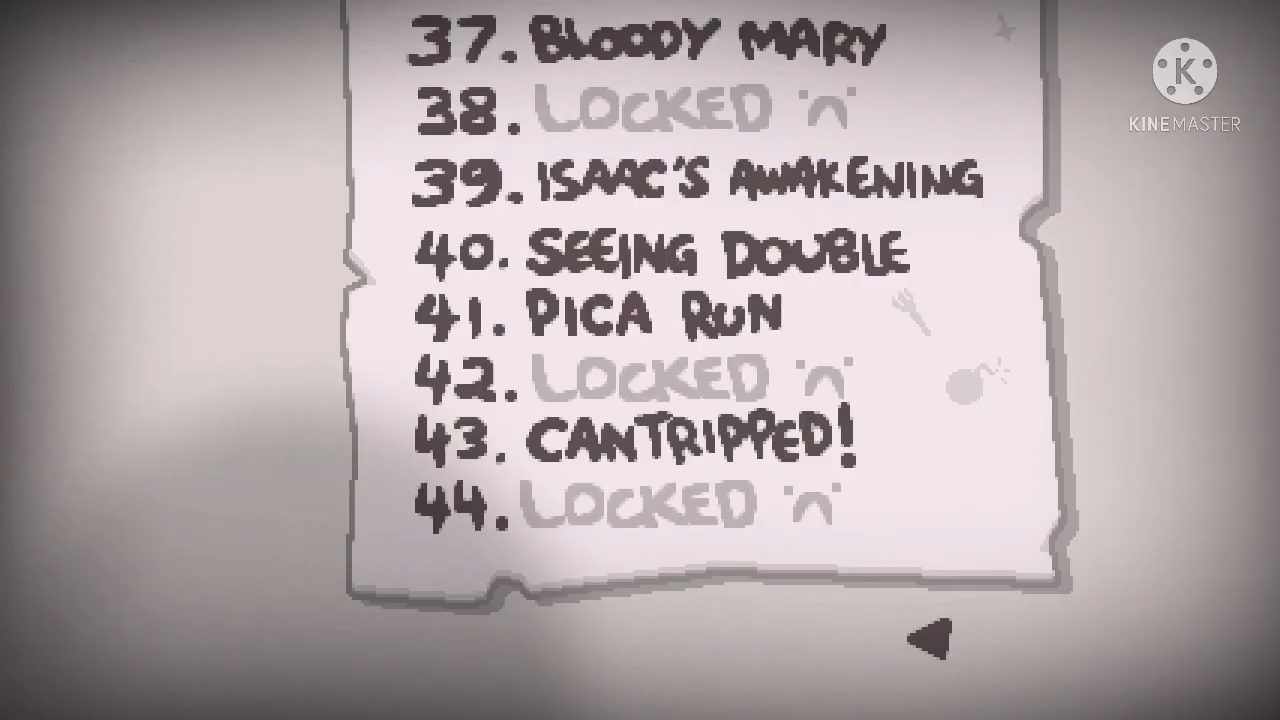 37. BLOODY MARY
38. LOCKED
39. ISAAC'S AWAKENING
40. SEEING DOUBLE
41. PICA RUN
42. LOCKED
43. CANTRIPPED!
44. LOCKED
K
KINEMASTER